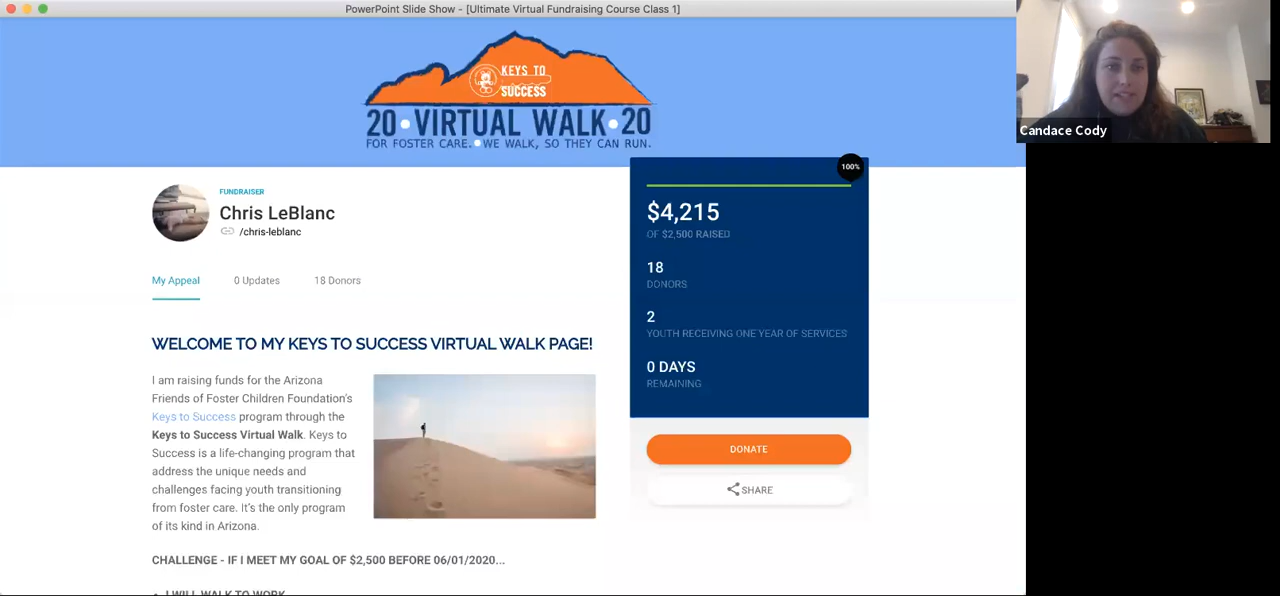 PowerPoint Slide Show - [Ultimate Virtual Fundraising Course Class 1]
KEYS TO
SUCCESS
20 • VIRTUAL WALK • 20
FOR FOSTER CARE. • WE WALK, SO THEY CAN RUN.
Candace Cody
FUNDRAISER
Chris LeBlanc
/chris-leblanc
My Appeal 0 Updates 18 Donors
100%
$4,215
OF $2,500 RAISED
18
DONORS
2
YOUTH RECEIVING ONE YEAR OF SERVICES
0 DAYS
REMAINING
DONATE
SHARE
WELCOME TO MY KEYS TO SUCCESS VIRTUAL WALK PAGE!
I am raising funds for the Arizona
Friends of Foster Children Foundation's
Keys to Success program through the
Keys to Success Virtual Walk. Keys to
Success is a life-changing program that
address the unique needs and
challenges facing youth transitioning
from foster care. It's the only program
of its kind in Arizona.
CHALLENGE - IF I MEET MY GOAL OF $2,500 BEFORE 06/01/2020...
• I WILL WALK TO WORK